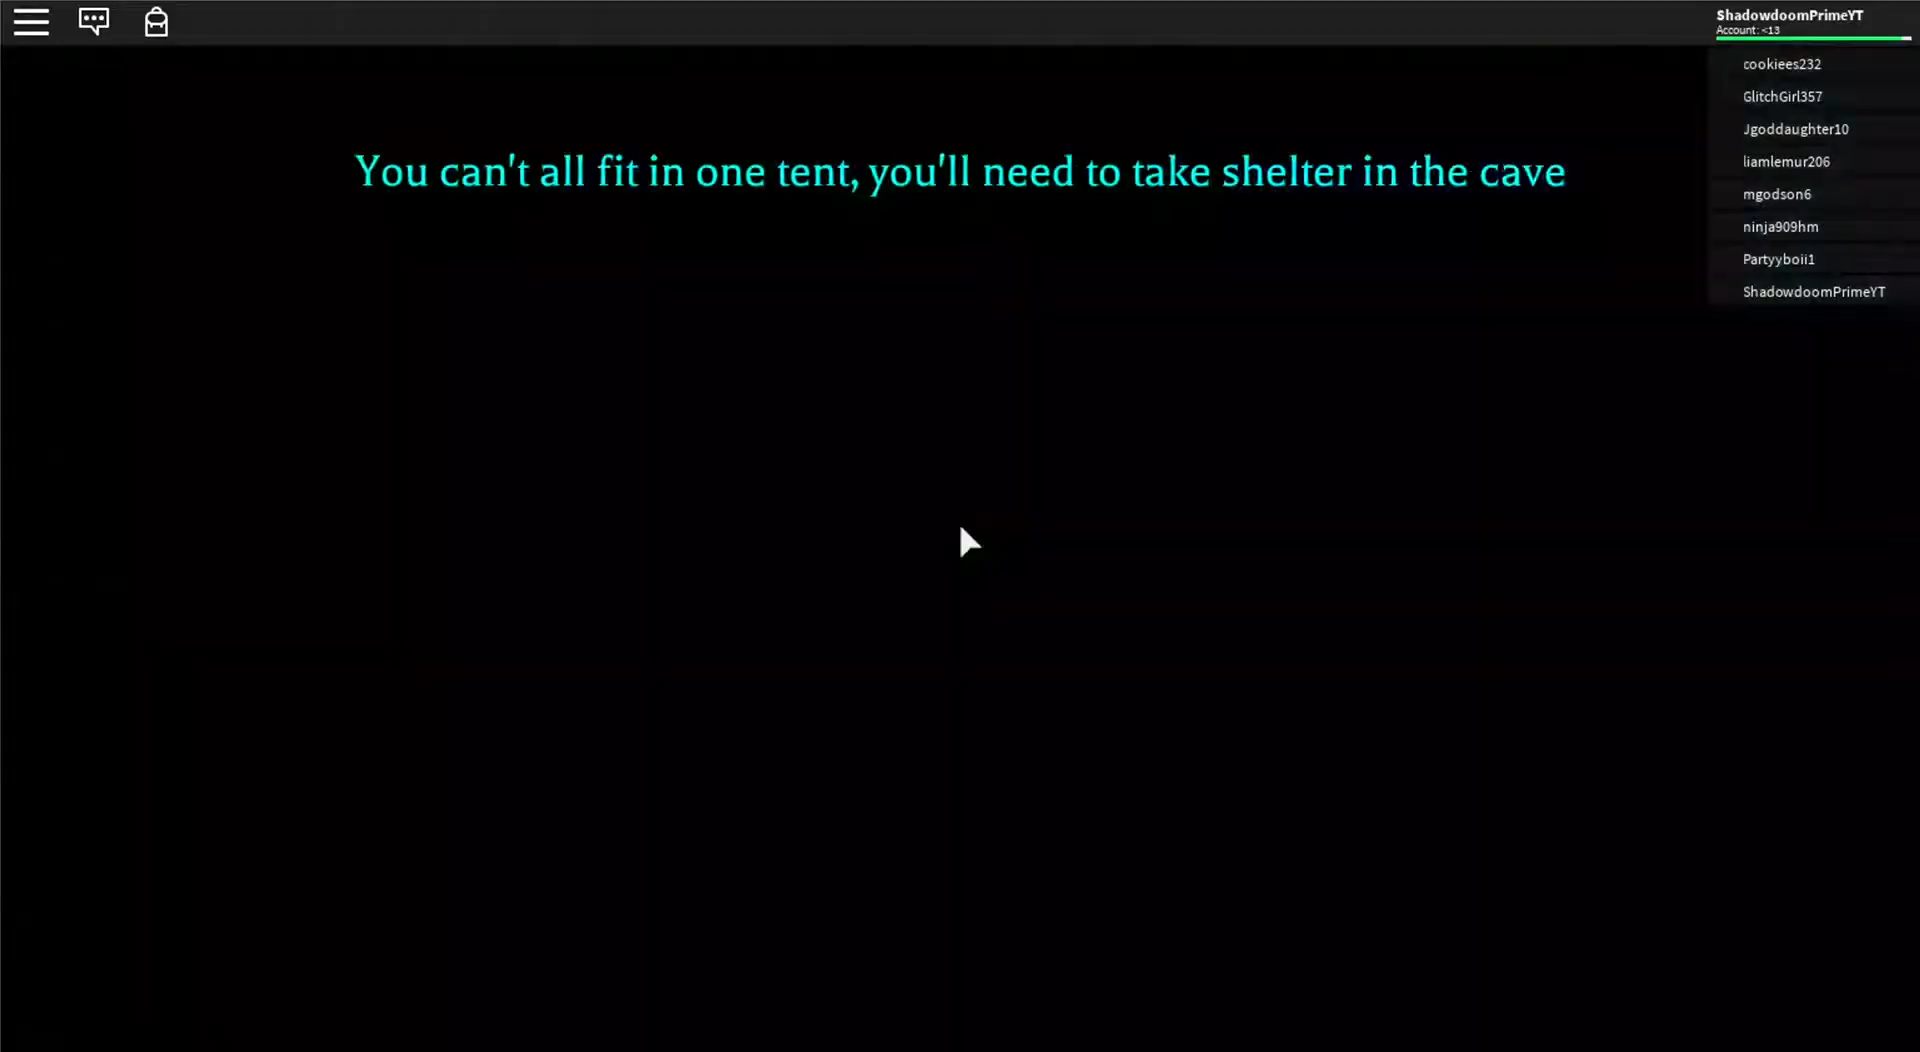 ShadowdoomPrimeYT
Account: <13
You can't all fit in one tent, you'll need to take shelter in the cave
cookiees232
GlitchGirl357
Jgoddaughter10
liamlemur206
mgodson6
ninja909hm
Partyyboii1
ShadowdoomPrimeYT